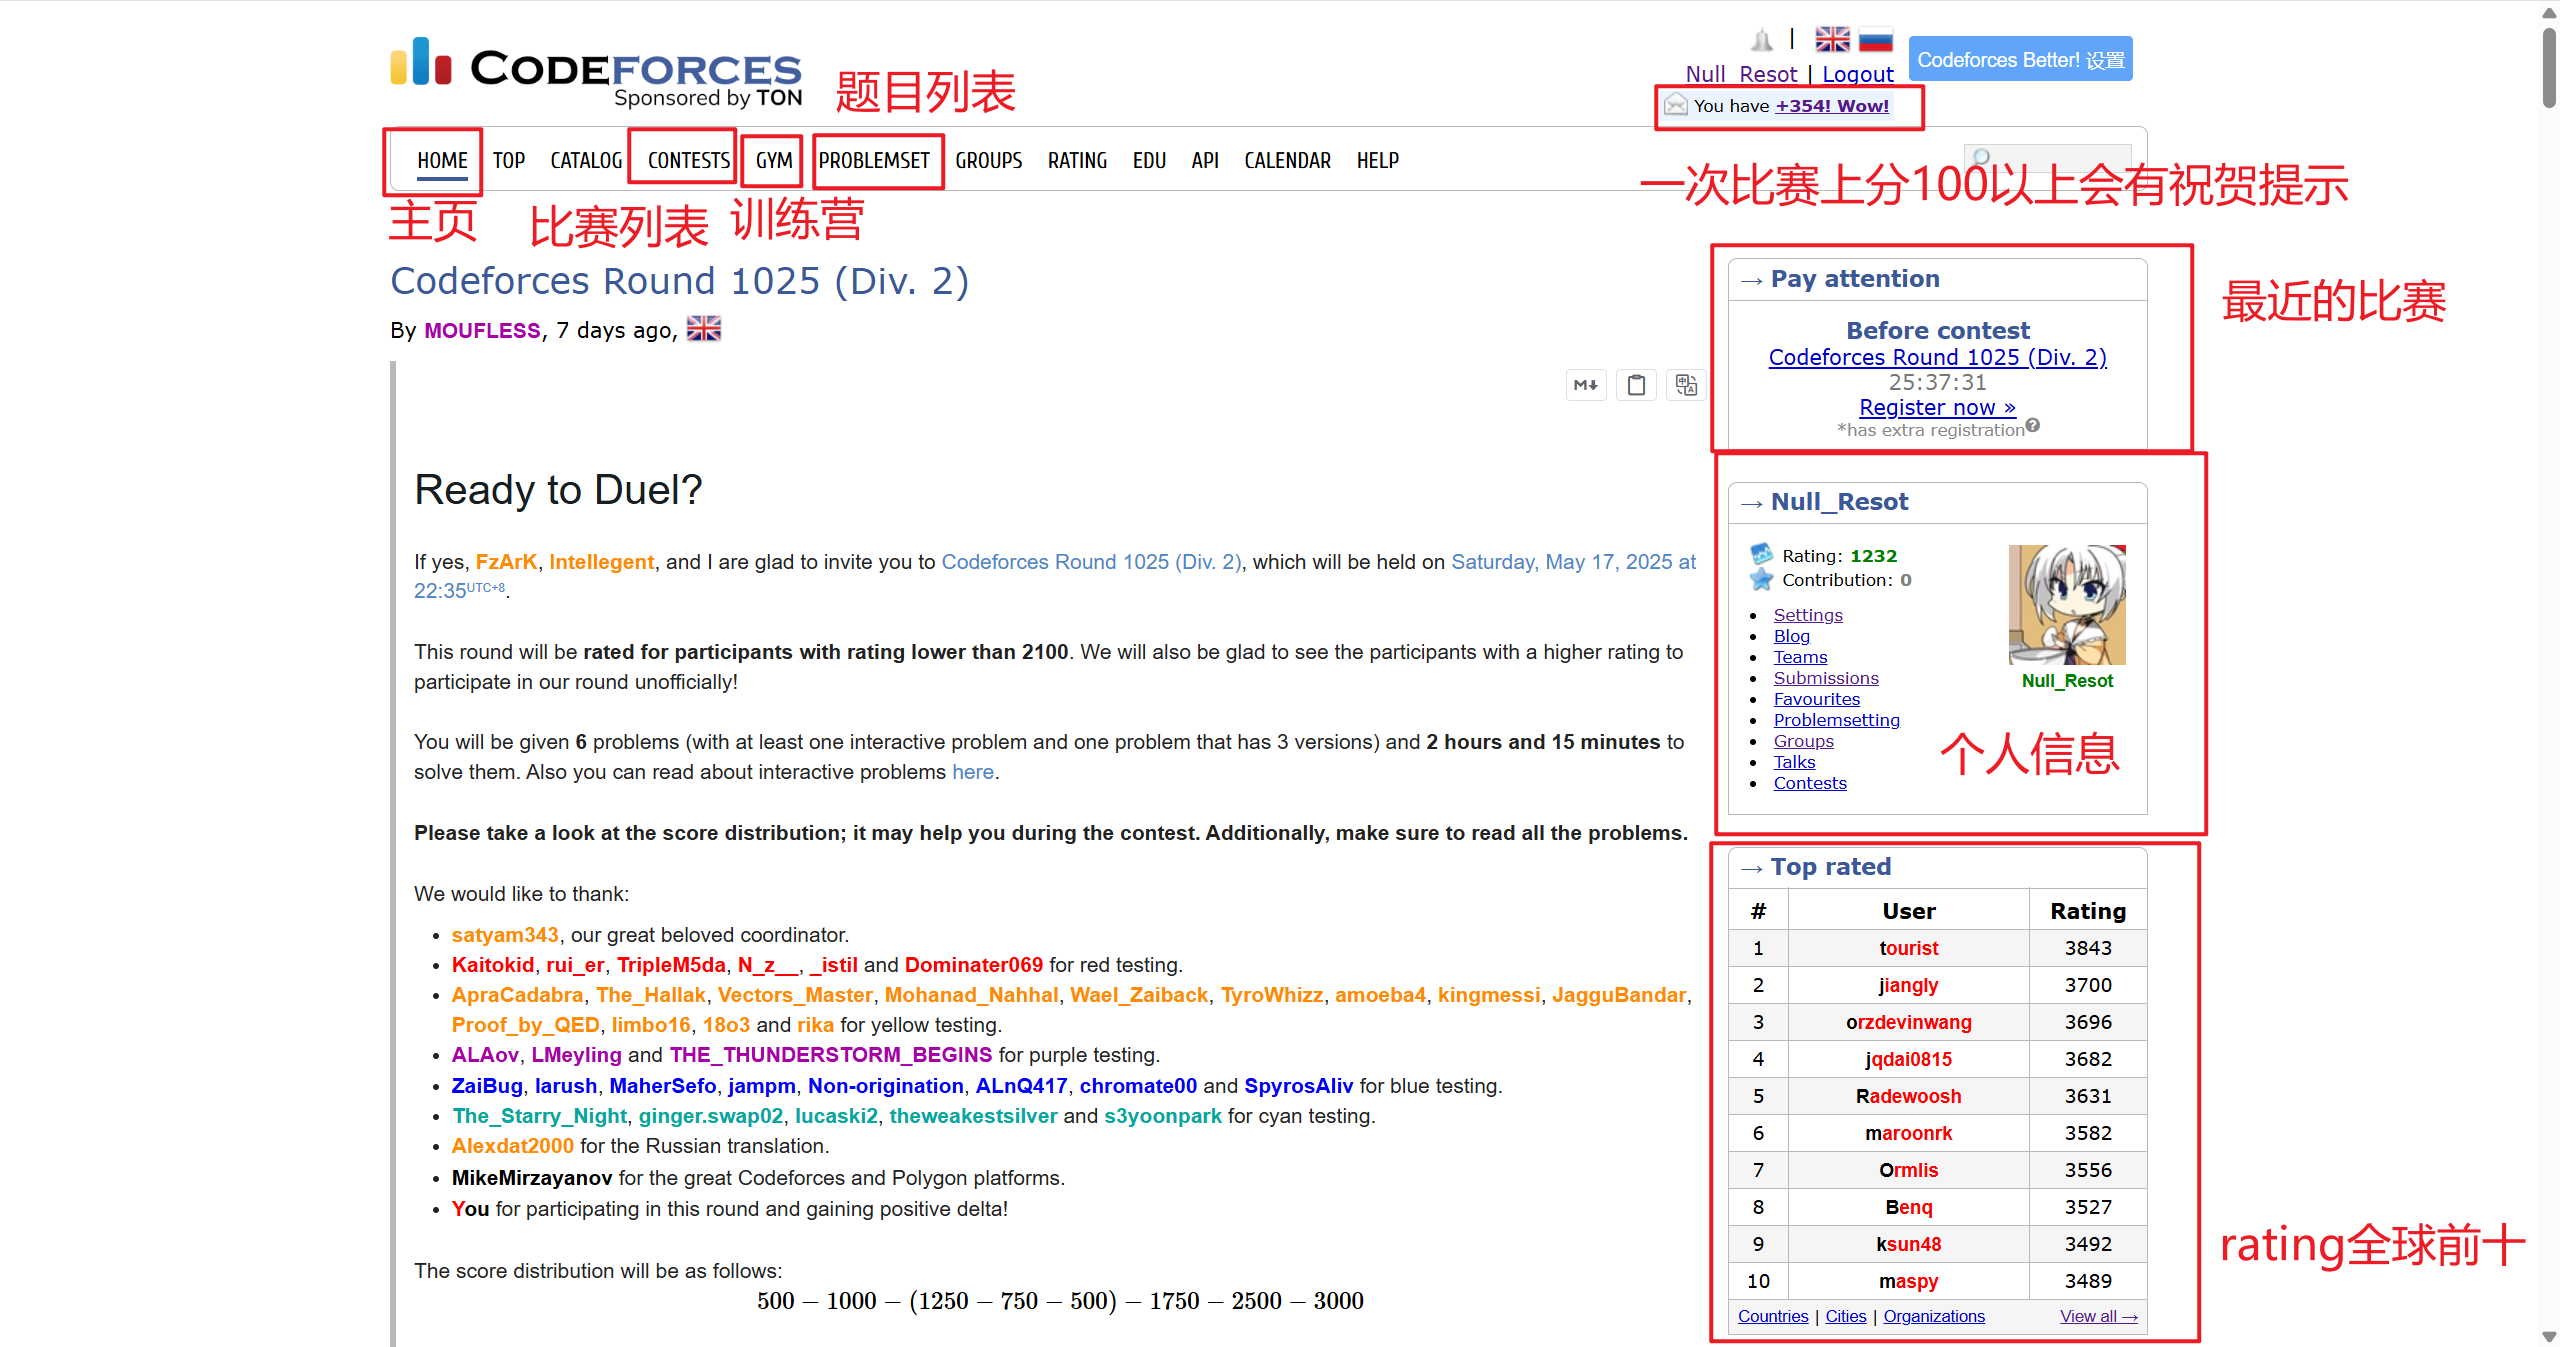 CODEFORCES
Sponsored by TON
题目列表
|
Null_Resot | Logout
Codeforces Better! 设置
You have +354! Wow!
HOME TOP CATALOG CONTESTS GYM PROBLEMSET GROUPS RATING EDU API CALENDAR HELP
一次比赛上分100以上会有祝贺提示
主页 比赛列表 训练营
Codeforces Round 1025 (Div. 2)
By MOUFLESS, 7 days ago,
M↓
Ready to Duel?
If yes, FzArK, Intellegent, and I are glad to invite you to Codeforces Round 1025 (Div. 2), which will be held on Saturday, May 17, 2025 at
22:35UTC+8.
This round will be rated for participants with rating lower than 2100. We will also be glad to see the participants with a higher rating to
participate in our round unofficially!
You will be given 6 problems (with at least one interactive problem and one problem that has 3 versions) and 2 hours and 15 minutes to
solve them. Also you can read about interactive problems here.
Please take a look at the score distribution; it may help you during the contest. Additionally, make sure to read all the problems.
We would like to thank:
• satyam343, our great beloved coordinator.
• Kaitokid, rui_er, TripleM5da, N_z__, _istil and Dominater069 for red testing.
• ApraCadabra, The_Hallak, Vectors_Master, Mohanad_Nahhal, Wael_Zaiback, TyroWhizz, amoeba4, kingmessi, JagguBandar,
Proof_by_QED, limbo16, 18o3 and rika for yellow testing.
• ALAov, LMeyling and THE_THUNDERSTORM_BEGINS for purple testing.
• ZaiBug, larush, MaherSefo, jampm, Non-origination, ALnQ417, chromate00 and SpyrosAliv for blue testing.
• The_Starry_Night, ginger.swap02, lucaski2, theweakestsilver and s3yoonpark for cyan testing.
• Alexdat2000 for the Russian translation.
• MikeMirzayanov for the great Codeforces and Polygon platforms.
• You for participating in this round and gaining positive delta!
The score distribution will be as follows:
500 − 1000 − (1250 − 750 − 500) − 1750 − 2500 − 3000
→ Pay attention
Before contest
Codeforces Round 1025 (Div. 2)
25:37:31
Register now »
*has extra registration?
最近的比赛
→ Null_Resot
Rating: 1232
Contribution: 0
• Settings
• Blog
• Teams
• Submissions
• Favourites
• Problemsetting
• Groups
• Talks
• Contests
Null_Resot
个人信息
→ Top rated
# User Rating
1 tourist 3843
2 jiangly 3700
3 orzdevinwang 3696
4 jqdai0815 3682
5 Radewoosh 3631
6 maroonrk 3582
7 Ormlis 3556
8 Benq 3527
9 ksun48 3492
10 maspy 3489
Countries | Cities | Organizations View all →
rating全球前十